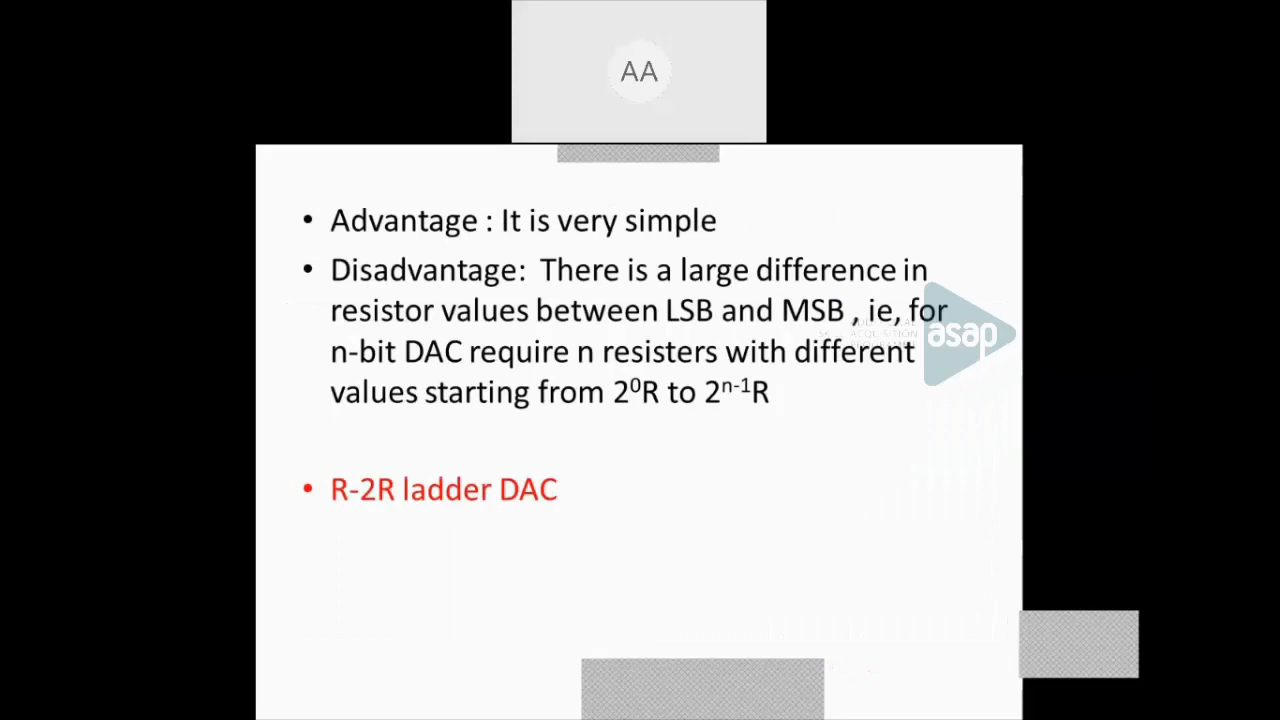 AA
• Advantage : It is very simple
• Disadvantage: There is a large difference in
resistor values between LSB and MSB , ie, for
n-bit DAC require n resisters with different
values starting from 2⁰R to 2ⁿ⁻¹R
asap
• R-2R ladder DAC